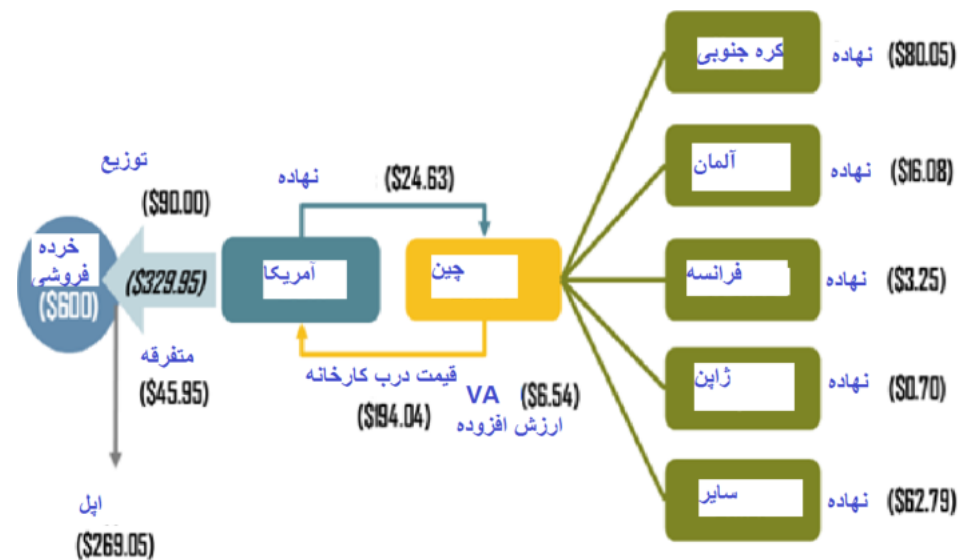 کره جنوبی
نهاده ($80.05)
آلمان
نهاده ($16.08)
فرانسه
نهاده ($3.25)
ژاپن
نهاده ($0.70)
سایر
نهاده ($62.79)
نهاده ($24.63)
چین
آمریکا
قیمت درب کارخانه
($194.04)
VA ($6.54)
ارزش افزوده
توزیع
($90.00)
($329.95)
متفرقه
($45.95)
خرده
فروشی
($600)
اپل
($269.05)